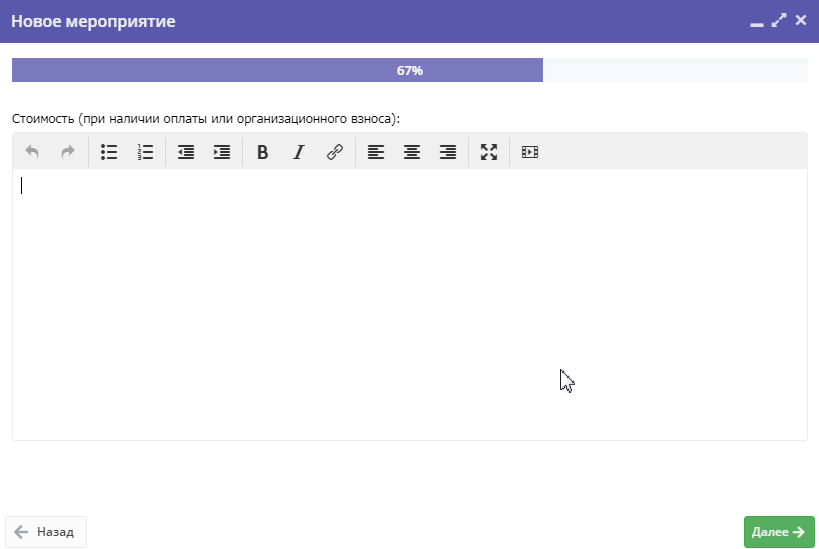 Новое мероприятие
67%
Стоимость (при наличии оплаты или организационного взноса):
Назад
Далее